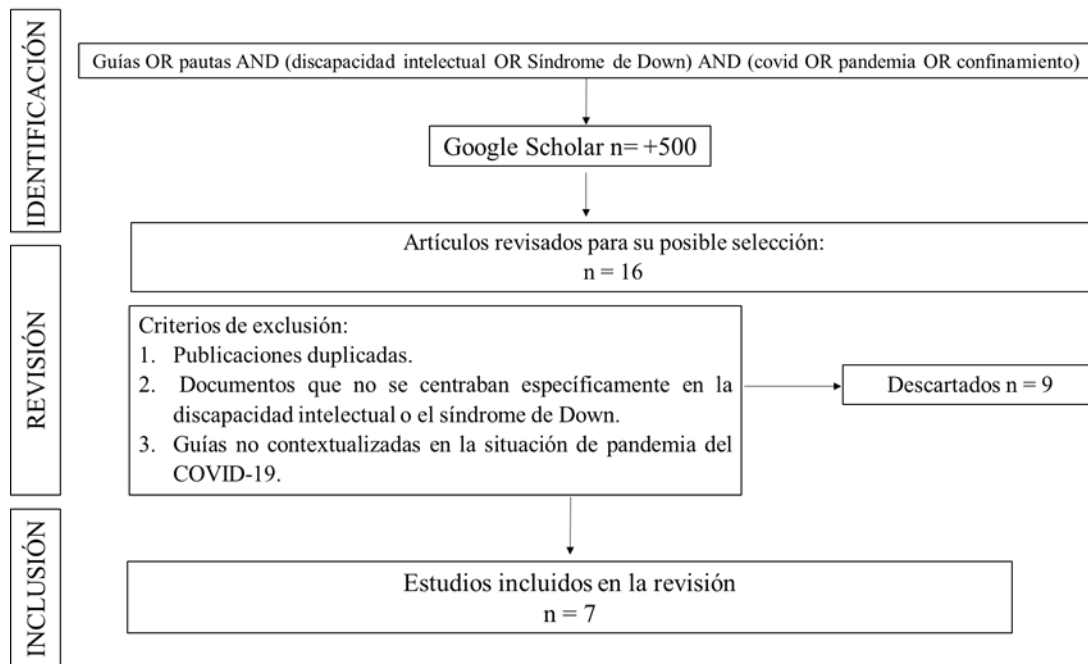 IDENTIFICACIÓN
Guías OR pautas AND (discapacidad intelectual OR Síndrome de Down) AND (covid OR pandemia OR confinamiento)
Google Scholar n= +500
Artículos revisados para su posible selección:
n = 16
REVISIÓN
Criterios de exclusión:
1. Publicaciones duplicadas.
2. Documentos que no se centraban específicamente en la
discapacidad intelectual o el síndrome de Down.
3. Guías no contextualizadas en la situación de pandemia del
COVID-19.
Descartados n = 9
INCLUSIÓN
Estudios incluidos en la revisión
n = 7